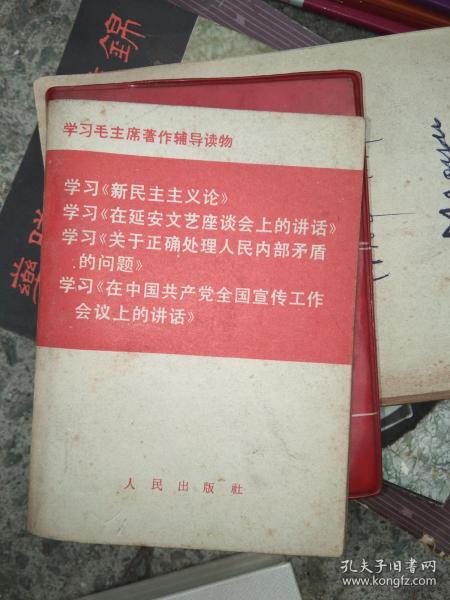 学习毛主席著作辅导读物
学习《新民主主义论》
学习《在延安文艺座谈会上的讲话》
学习《关于正确处理人民内部矛盾
的问题》
学习《在中国共产党全国宣传工作
会议上的讲话》
人民出版社
錦
孔夫子旧书网
www.kongfz.com